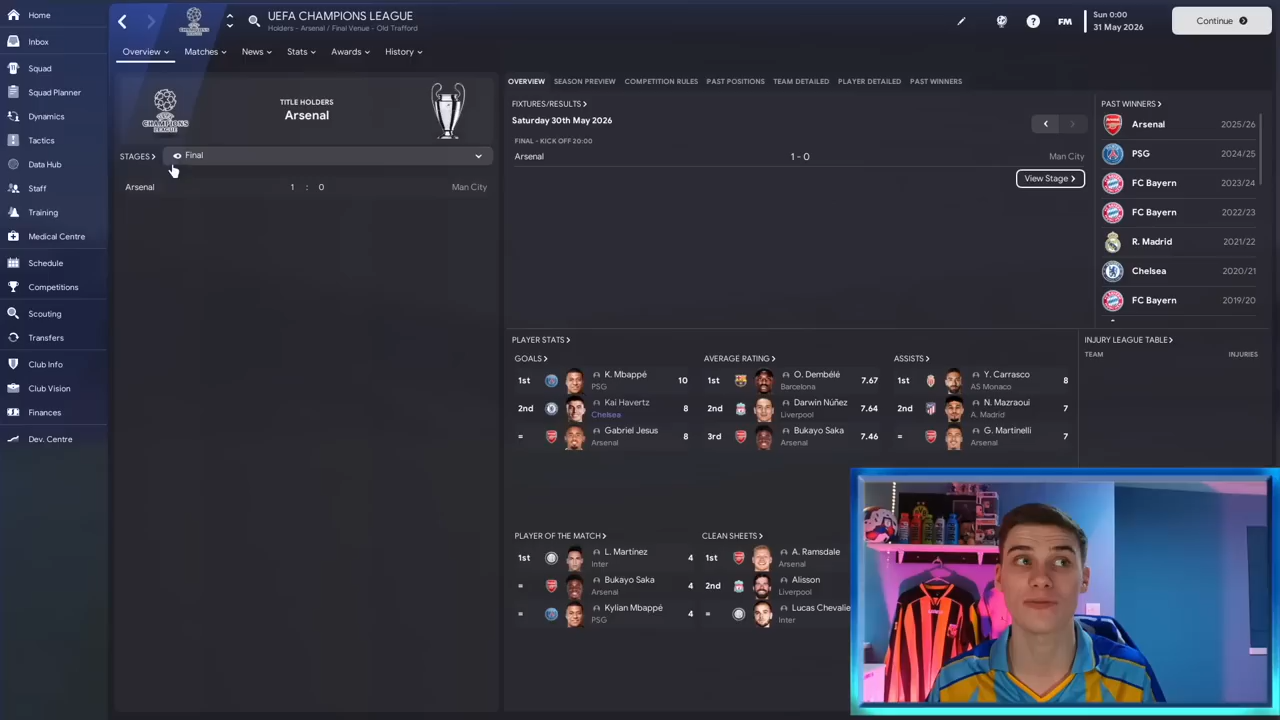 Home
Inbox
Squad
Squad Planner
Dynamics
Tactics
Data Hub
Staff
Training
Medical Centre
Schedule
Competitions
Scouting
Transfers
Club Info
Club Vision
Finances
Dev. Centre
UEFA CHAMPIONS LEAGUE
Holders - Arsenal / Final Venue - Old Trafford
FM
Sun 0:00
31 May 2026
Continue
Overview
Matches
News
Stats
Awards
History
CHAMPIONS
LEAGUE
TITLE HOLDERS
Arsenal
STAGES
Final
Arsenal 1 : 0 Man City
OVERVIEW
SEASON PREVIEW
COMPETITION RULES
PAST POSITIONS
TEAM DETAILED
PLAYER DETAILED
PAST WINNERS
FIXTURES/RESULTS
Saturday 30th May 2026
FINAL - KICK OFF 20:00
Arsenal 1 - 0 Man City
View Stage
PAST WINNERS
Arsenal 2025/26
PSG 2024/25
FC Bayern 2023/24
FC Bayern 2022/23
R. Madrid 2021/22
Chelsea 2020/21
FC Bayern 2019/20
PLAYER STATS
GOALS
1st K. Mbappé 10
PSG
2nd Kai Havertz 8
Chelsea
= Gabriel Jesus 8
Arsenal
AVERAGE RATING
1st O. Dembélé 7.67
Barcelona
2nd Darwin Núñez 7.64
Liverpool
3rd Bukayo Saka 7.46
Arsenal
ASSISTS
1st Y. Carrasco 8
AS Monaco
2nd N. Mazraoui 7
A. Madrid
= G. Martinelli 7
Arsenal
INJURY LEAGUE TABLE
TEAM INJURIES
PLAYER OF THE MATCH
1st L. Martínez 4
Inter
= Bukayo Saka 4
Arsenal
= Kylian Mbappé 4
PSG
CLEAN SHEETS
1st A. Ramsdale
Arsenal
2nd Alisson
Liverpool
= Lucas Chevalie
Inter